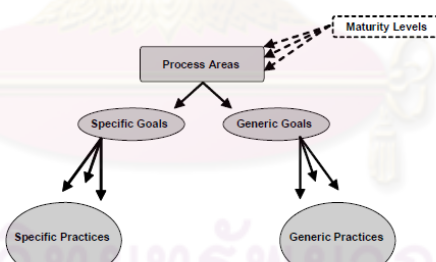 Maturity Levels
Process Areas
Specific Goals
Generic Goals
Specific Practices
Generic Practices